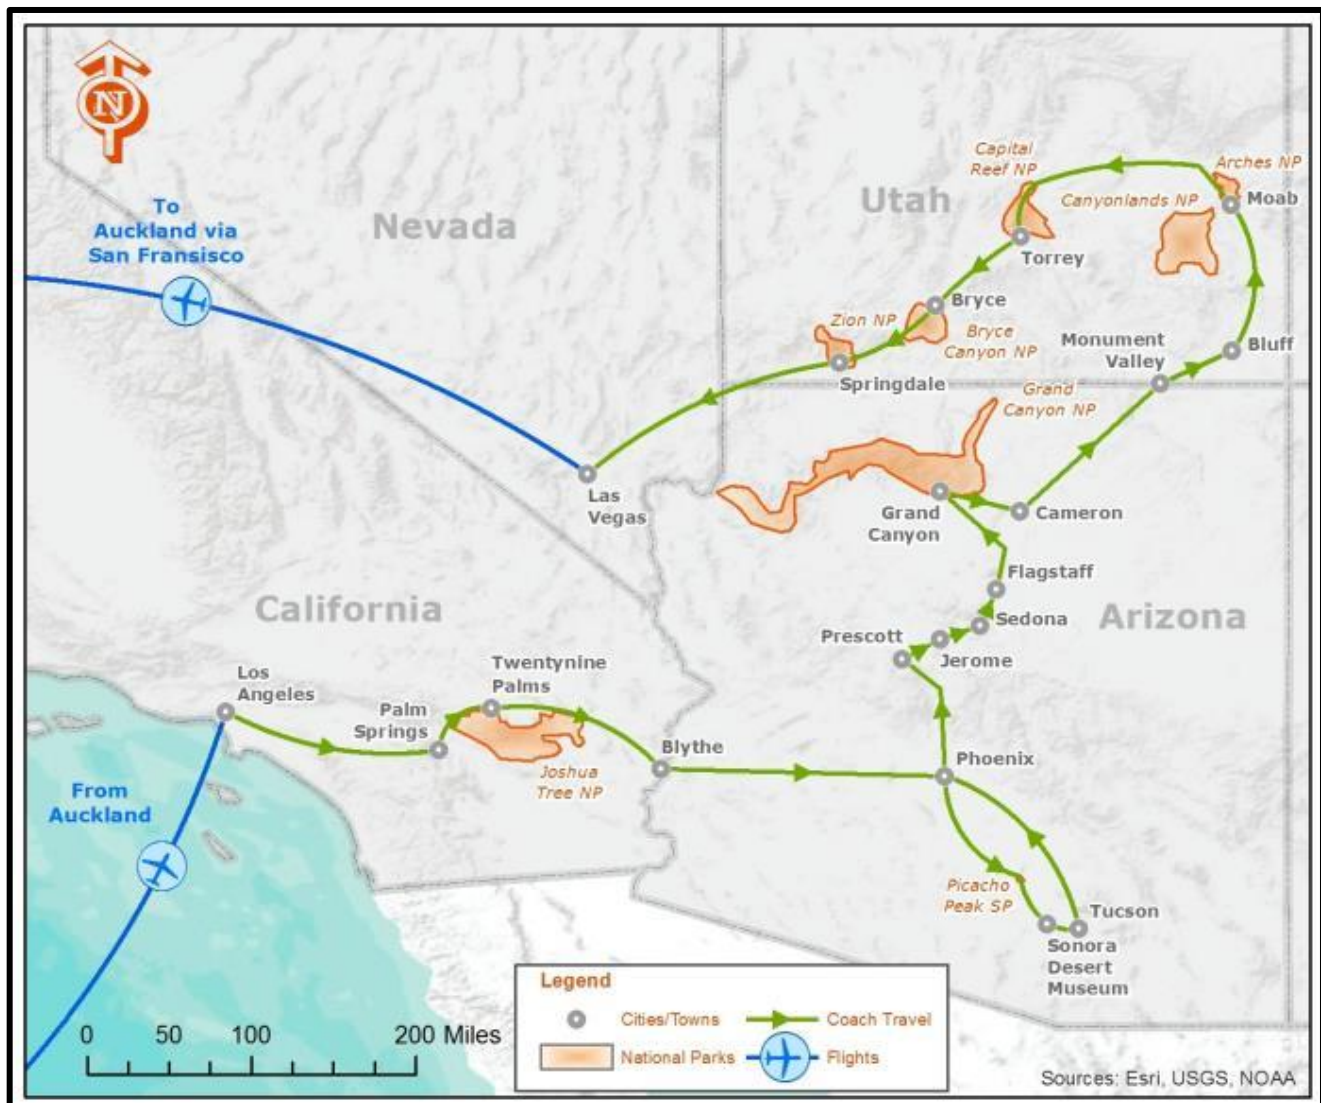 N
To
Auckland via
San Fransisco
Nevada
Utah
Capital
Reef NP
Arches NP
Canyonlands NP
Moab
Torrey
Bryce
Zion NP
Bryce
Canyon NP
Monument
Valley
Bluff
Springdale
Grand
Canyon NP
Las
Vegas
Grand
Canyon
Cameron
Flagstaff
California
Arizona
Prescott
Sedona
Jerome
Los
Angeles
Twentynine
Palms
Palm
Springs
Blythe
Joshua
Tree NP
Phoenix
From
Auckland
Picacho
Peak SP
Tucson
Sonora
Desert
Museum
Legend
Cities/Towns
Coach Travel
National Parks
Flights
0 50 100 200 Miles
Sources: Esri, USGS, NOAA